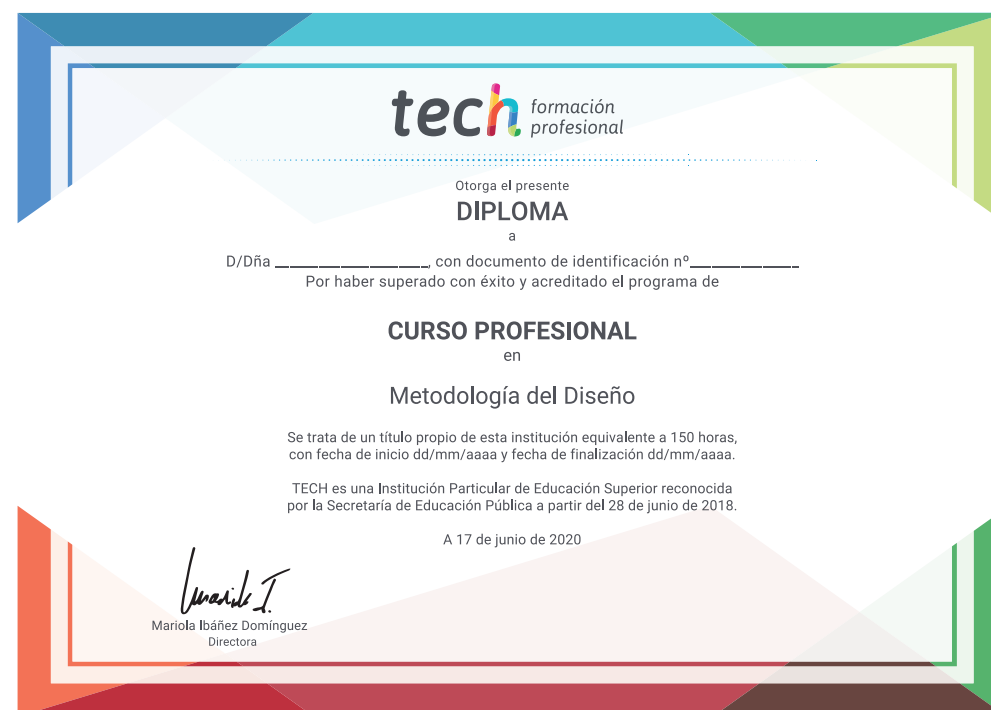 tech formación
profesional
Otorga el presente
DIPLOMA
a
D/Dña ______________________, con documento de identificación nº_______________
Por haber superado con éxito y acreditado el programa de
CURSO PROFESIONAL
en
Metodología del Diseño
Se trata de un título propio de esta institución equivalente a 150 horas,
con fecha de inicio dd/mm/aaaa y fecha de finalización dd/mm/aaaa.
TECH es una Institución Particular de Educación Superior reconocida
por la Secretaría de Educación Pública a partir del 28 de junio de 2018.
A 17 de junio de 2020
Mariola Ibáñez Domínguez
Directora